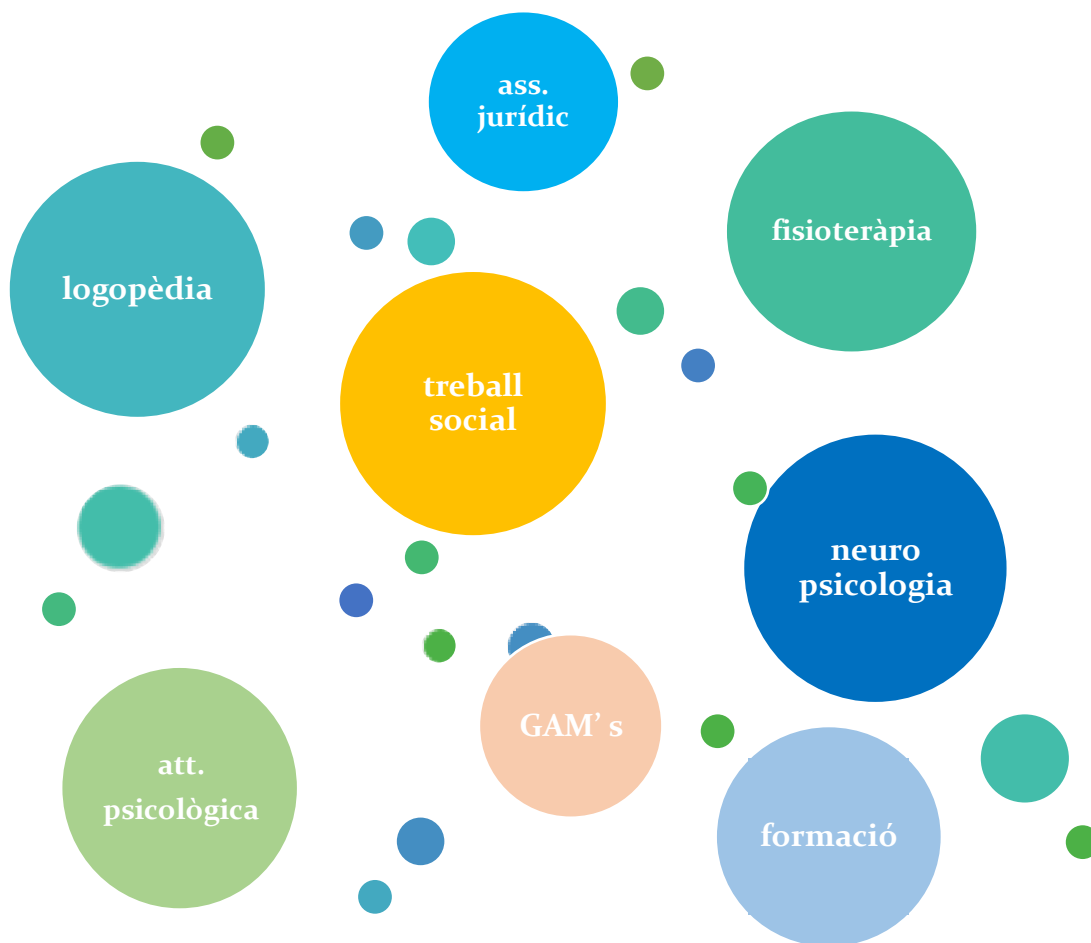 ass.
jurídic
fisioteràpia
logopèdia
treball
social
neuro
psicologia
GAM' s
att.
psicològica
formació